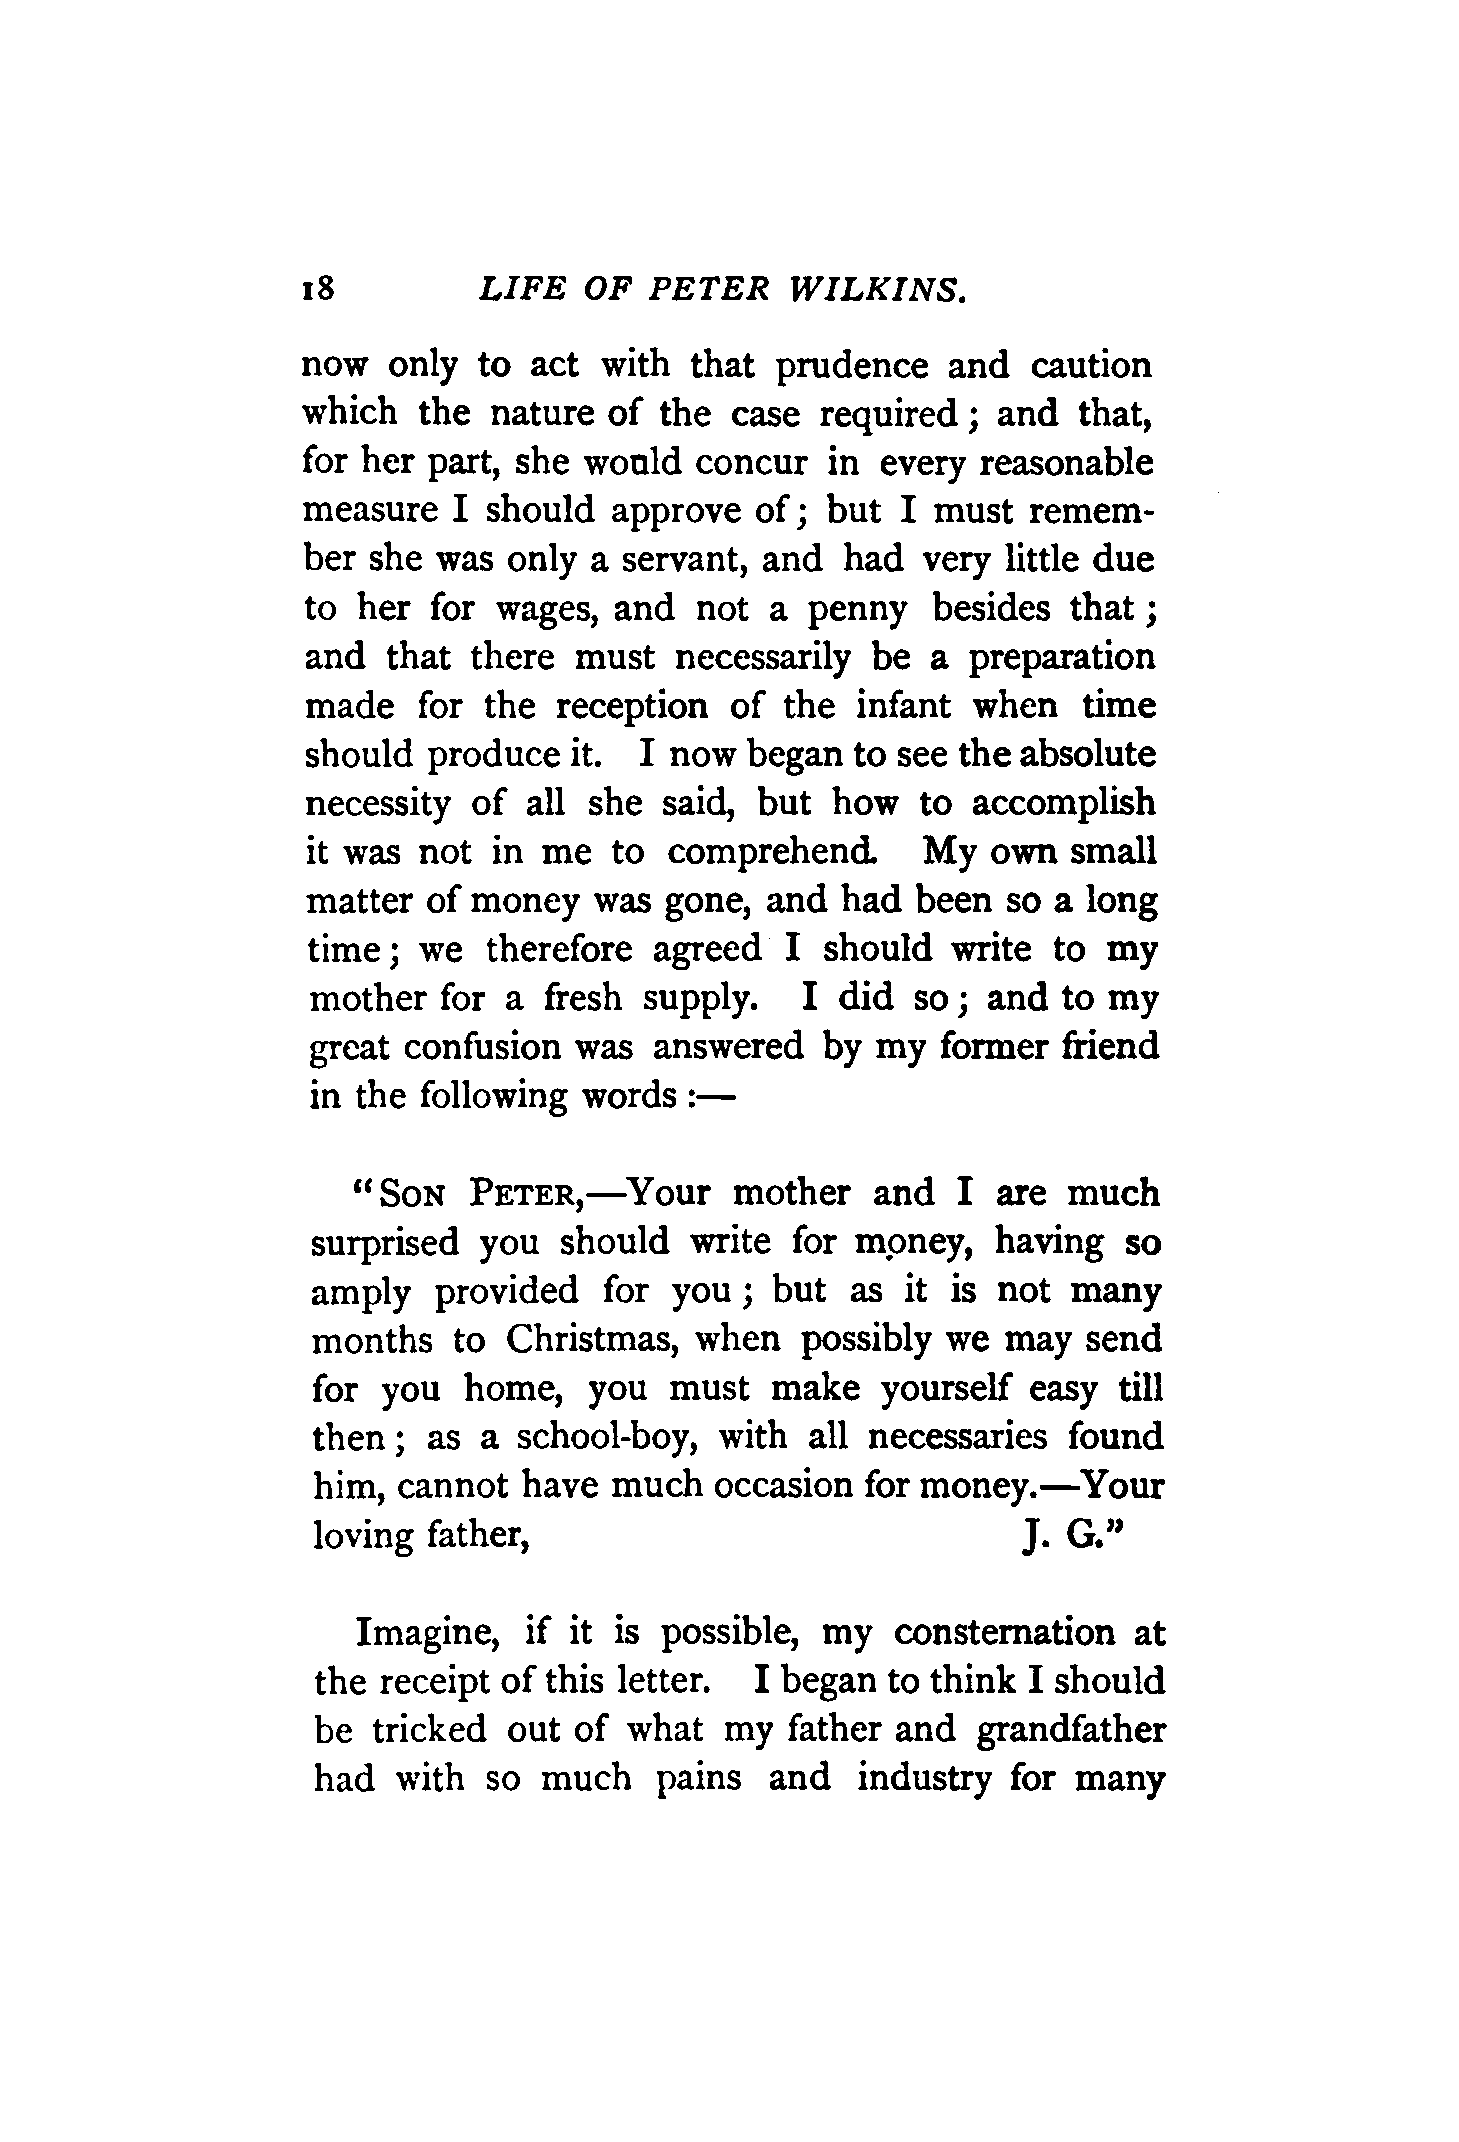 18 LIFE OF PETER WILKINS.
now only to act with that prudence and caution
which the nature of the case required ; and that,
for her part, she would concur in every reasonable
measure I should approve of ; but I must remem-
ber she was only a servant, and had very little due
to her for wages, and not a penny besides that ;
and that there must necessarily be a preparation
made for the reception of the infant when time
should produce it. I now began to see the absolute
necessity of all she said, but how to accomplish
it was not in me to comprehend. My own small
matter of money was gone, and had been so a long
time ; we therefore agreed I should write to my
mother for a fresh supply. I did so ; and to my
great confusion was answered by my former friend
in the following words :—
"SON PETER,—Your mother and I are much
surprised you should write for money, having so
amply provided for you ; but as it is not many
months to Christmas, when possibly we may send
for you home, you must make yourself easy till
then ; as a school-boy, with all necessaries found
him, cannot have much occasion for money.—Your
loving father, J. G."
Imagine, if it is possible, my consternation at
the receipt of this letter. I began to think I should
be tricked out of what my father and grandfather
had with so much pains and industry for many